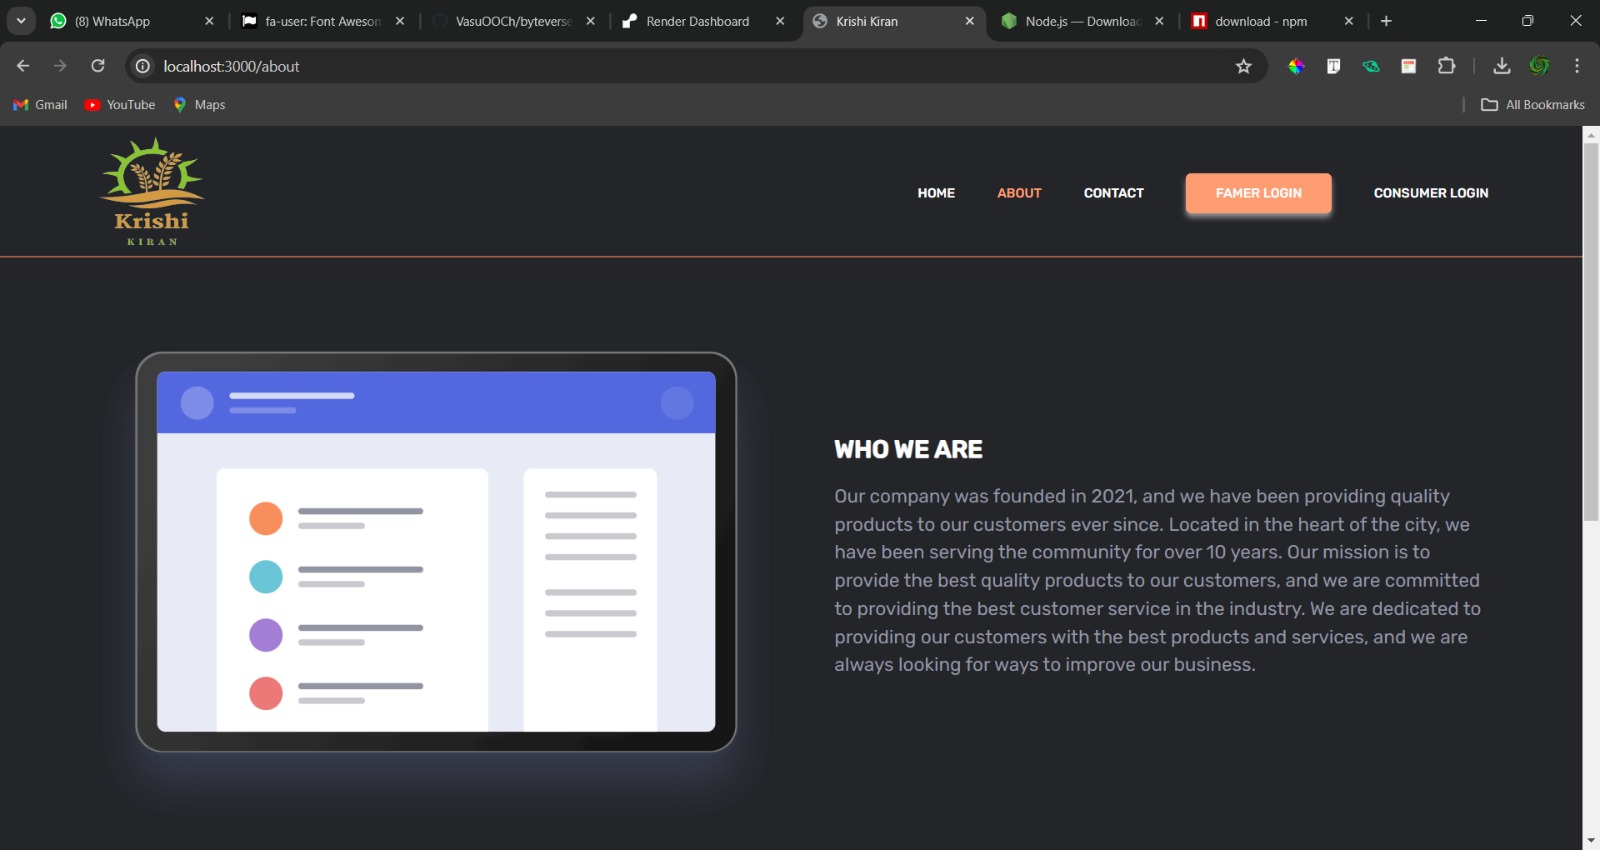 (8) WhatsApp
fa-user: Font Awesom
VasuOOCh/byteverse
Render Dashboard
Krishi Kiran
Node.js — Download
download - npm
localhost:3000/about
Gmail
YouTube
Maps
All Bookmarks
Krishi
KIRAN
HOME
ABOUT
CONTACT
FAMER LOGIN
CONSUMER LOGIN
WHO WE ARE
Our company was founded in 2021, and we have been providing quality
products to our customers ever since. Located in the heart of the city, we
have been serving the community for over 10 years. Our mission is to
provide the best quality products to our customers, and we are committed
to providing the best customer service in the industry. We are dedicated to
providing our customers with the best products and services, and we are
always looking for ways to improve our business.